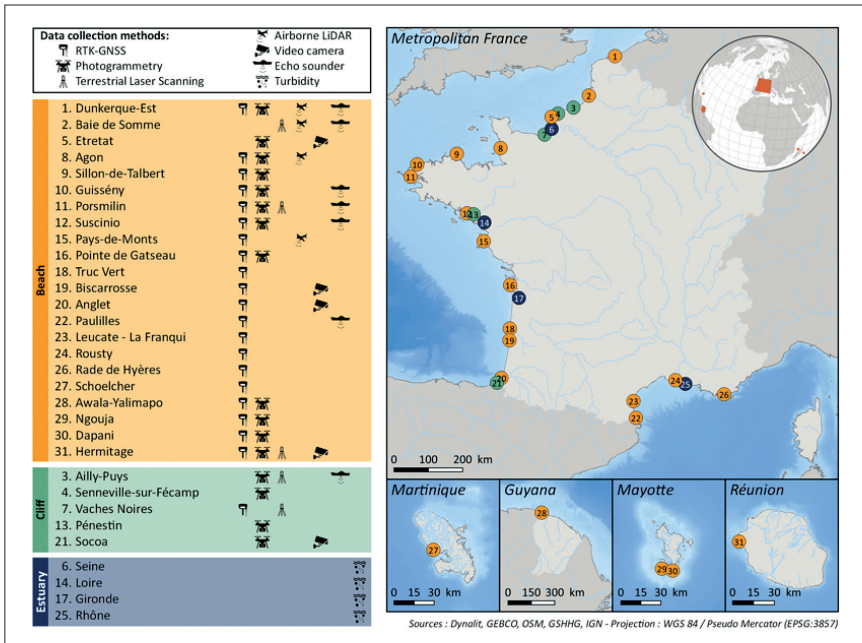 Data collection methods:
RTK-GNSS
Photogrammetry
Terrestrial Laser Scanning
Airborne LiDAR
Video camera
Echo sounder
Turbidity
Beach
1. Dunkerque-Est
2. Baie de Somme
5. Etretat
8. Agon
9. Sillon-de-Talbert
10. Guissény
11. Porsmilin
12. Suscinio
15. Pays-de-Monts
16. Pointe de Gatseau
18. Truc Vert
19. Biscarrosse
20. Anglet
22. Paulilles
23. Leucate - La Franqui
24. Rousty
26. Rade de Hyères
27. Schoelcher
28. Awala-Yalimapo
29. Ngouja
30. Dapani
31. Hermitage
Cliff
3. Ailly-Puys
4. Senneville-sur-Fécamp
7. Vaches Noires
13. Pénestin
21. Socoa
Estuary
6. Seine
14. Loire
17. Gironde
25. Rhône
Metropolitan France
1
2
3
4
5
6
7
8
9
10
11
12
13
14
15
16
17
18
19
20
21
24
25
26
23
22
0 100 200 km
Martinique
27
0 15 30 km
Guyana
28
0 150 300 km
Mayotte
29
30
0 15 30 km
Réunion
31
0 15 30 km
Sources : Dynalit, GEBCO, OSM, GSHHG, IGN - Projection : WGS 84 / Pseudo Mercator (EPSG:3857)